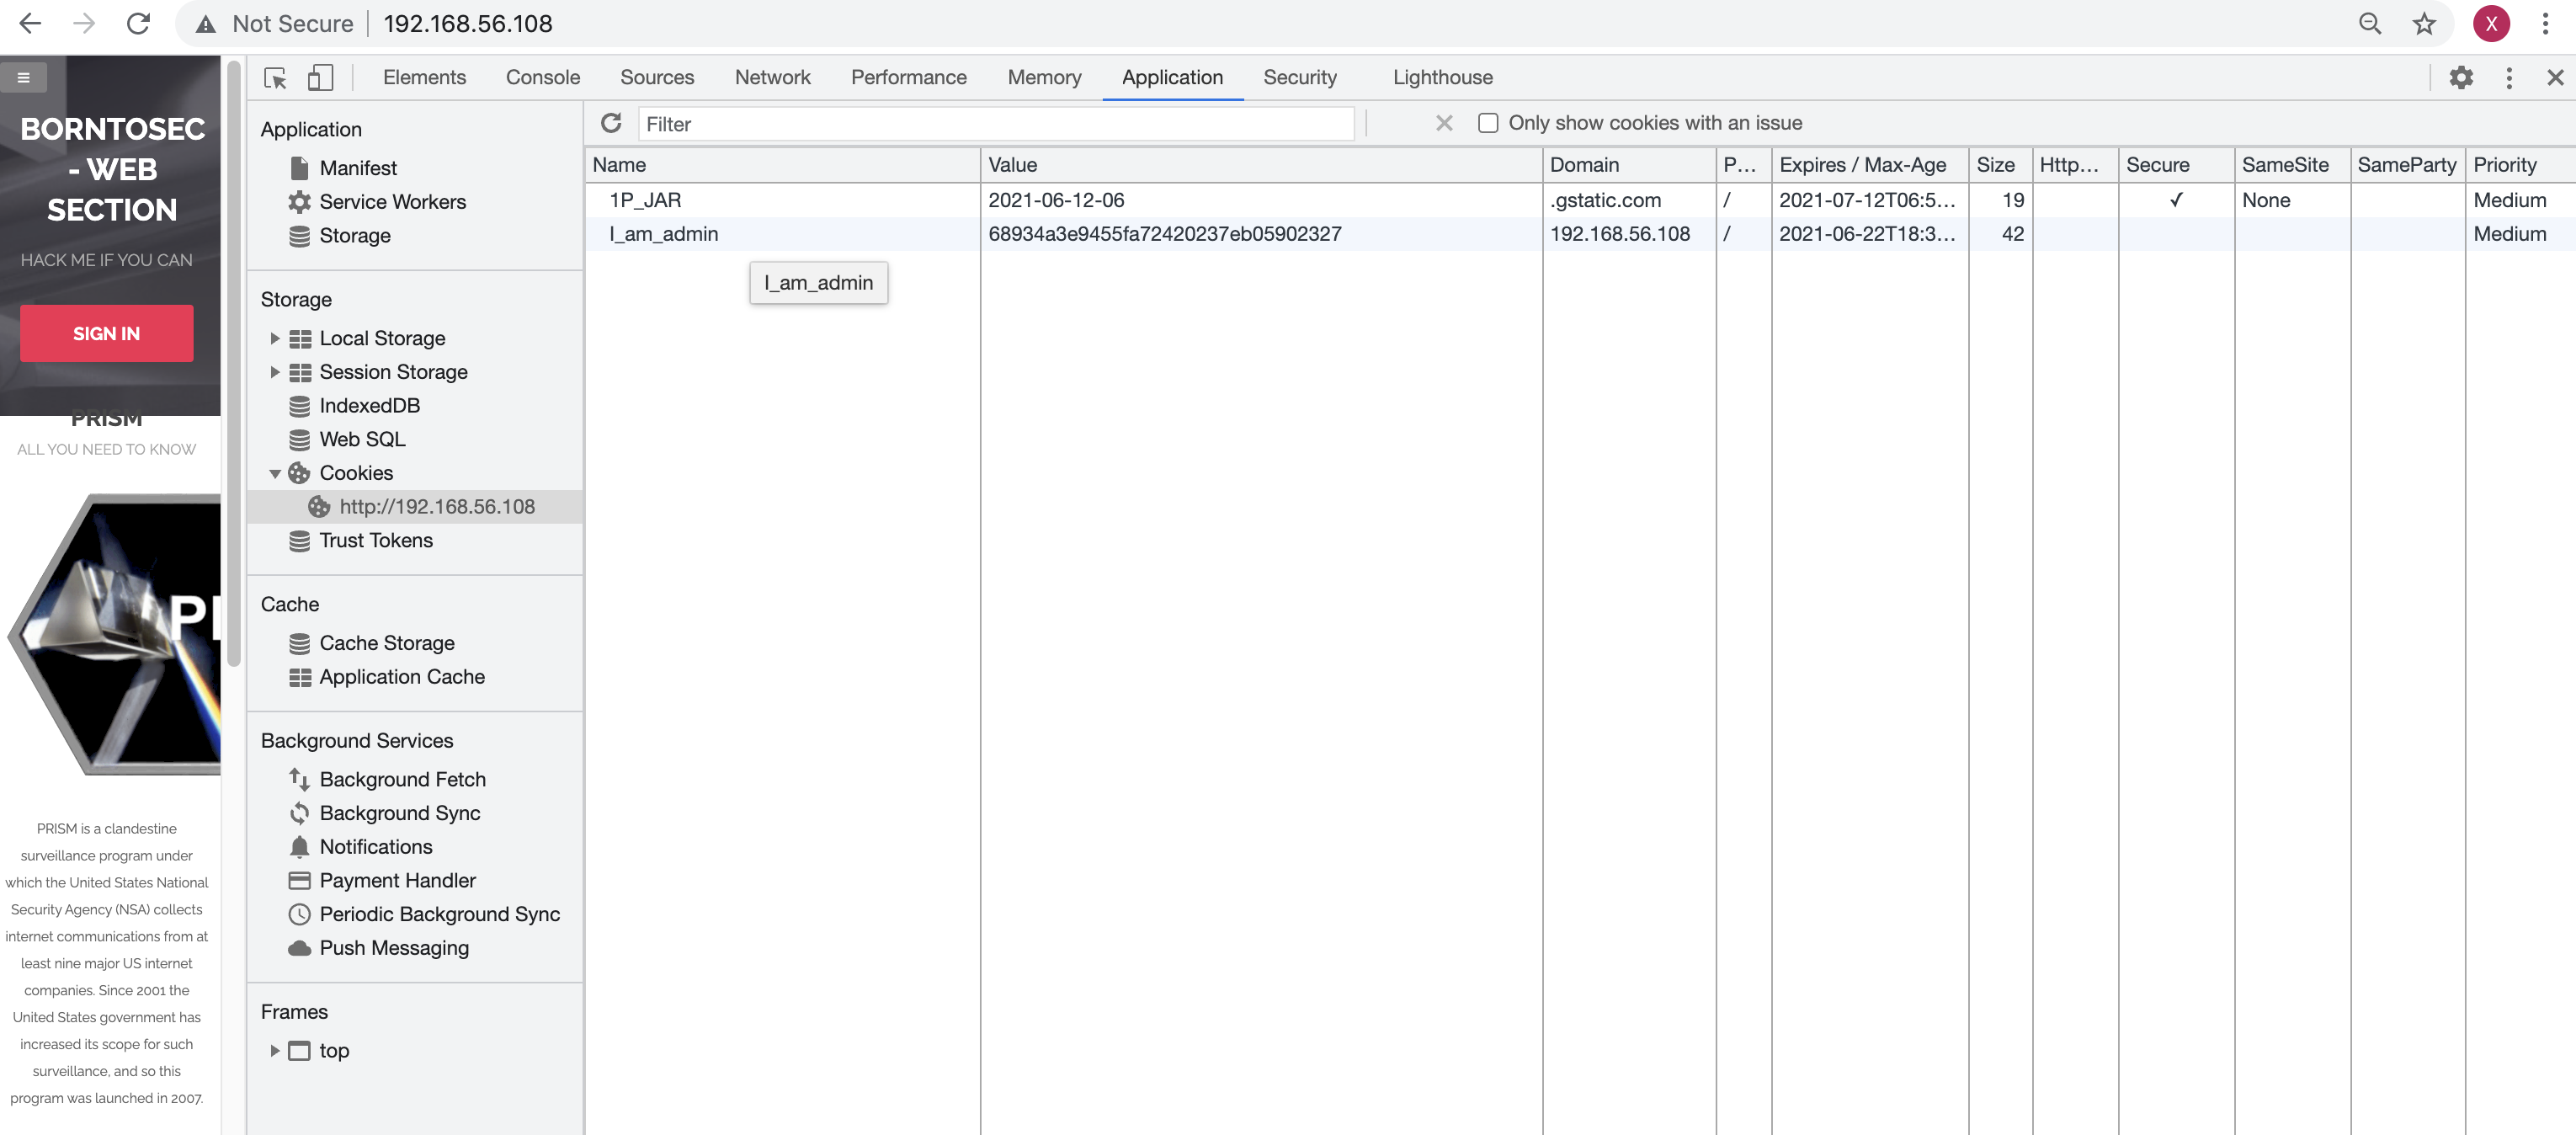 Not Secure 192.168.56.108 X
BORNTOSEC
- WEB
SECTION
HACK ME IF YOU CAN
SIGN IN
PRISM
ALL YOU NEED TO KNOW
PRISM is a clandestine
surveillance program under
which the United States National
Security Agency (NSA) collects
internet communications from at
least nine major US internet
companies. Since 2001 the
United States government has
increased its scope for such
surveillance, and so this
program was launched in 2007.
Elements Console Sources Network Performance Memory Application Security Lighthouse
Application
Manifest
Service Workers
Storage
Storage
Local Storage
Session Storage
IndexedDB
Web SQL
Cookies
http://192.168.56.108
Trust Tokens
Cache
Cache Storage
Application Cache
Background Services
Background Fetch
Background Sync
Notifications
Payment Handler
Periodic Background Sync
Push Messaging
Frames
top
Filter Only show cookies with an issue
Name Value Domain P... Expires / Max-Age Size Http... Secure SameSite SameParty Priority
1P_JAR 2021-06-12-06 .gstatic.com / 2021-07-12T06:5... 19 ✓ None Medium
I_am_admin 68934a3e9455fa72420237eb05902327 192.168.56.108 / 2021-06-22T18:3... 42 Medium
I_am_admin